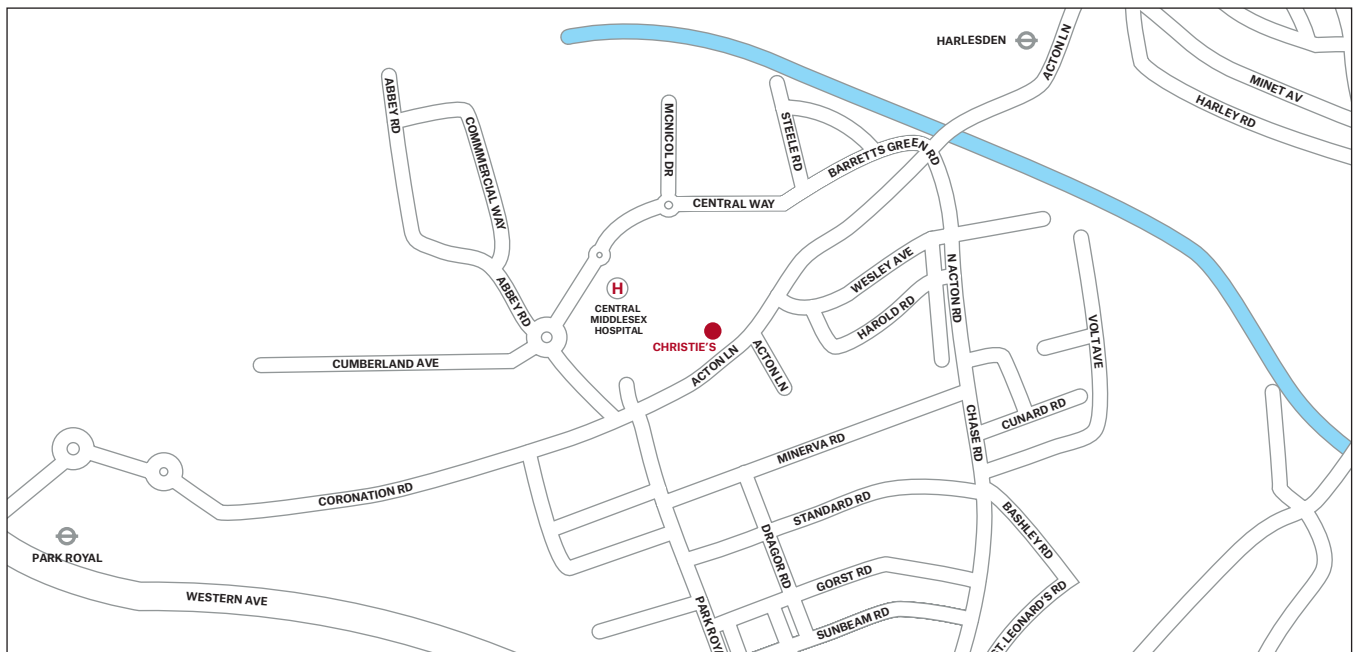 HARLESDEN
ACTON LN
MINET AV
HARLEY RD
ABBEY RD
COMMMERCIAL WAY
MCNICOL DR
STEELE RD
BARRETTS GREEN RD
CENTRAL WAY
WESLEY AVE
N ACTON RD
HAROLD RD
VOLT AVE
ABBEY RD
H
CENTRAL
MIDDLESEX
HOSPITAL
CHRISTIE'S
ACTON LN
ACTON LN
CUMBERLAND AVE
CUNARD RD
CHASE RD
MINERVA RD
CORONATION RD
STANDARD RD
BASHLEY RD
DRAGOR RD
PARK ROYAL
GORST RD
WESTERN AVE
PARK ROYA
SUNBEAM RD
ST. LEONARD'S RD